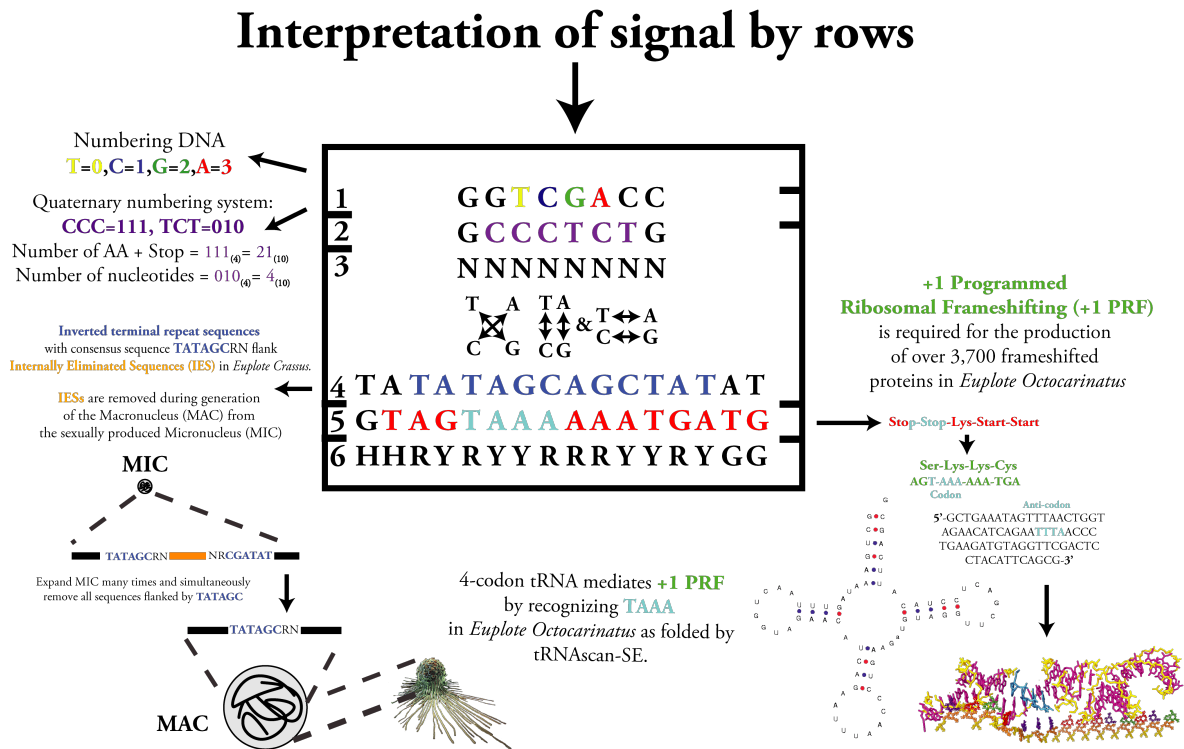 Interpretation of signal by rows
Numbering DNA
T=0,C=1,G=2,A=3
Quaternary numbering system:
CCC=111, TCT=010
Number of AA + Stop = 111(4)= 21(10)
Number of nucleotides = 010(4)= 4(10)
1 GGTCGACC
2 GCCCTCTG
3 NNNNNNNN
T A T A
& T A
C G
C G C G
4 TATATAGCAGCTATAT
5 GTAGTAAAAAATGATG
6 HHRYRYYRRRYYRYGG
Inverted terminal repeat sequences
with consensus sequence TATAGCRN flank
Internally Eliminated Sequences (IES) in Euplote Crassus.
IESs are removed during generation
of the Macronucleus (MAC) from
the sexually produced Micronucleus (MIC)
MIC
TATAGCRN NRCGATAT
Expand MIC many times and simultaneously
remove all sequences flanked by TATAGC
TATAGCRN
MAC
+1 Programmed
Ribosomal Frameshifting (+1 PRF)
is required for the production
of over 3,700 frameshifted
proteins in Euplote Octocarinatus
Stop-Stop-Lys-Start-Start
Ser-Lys-Lys-Cys
AGT-AAA-AAA-TGA
Codon
Anti-codon
5'-GCTGAAATAGTTTAACTGGT
AGAACATCAGAATTTAACCC
TGAAGATGTAGGTTCGACTC
CTACATTCAGCG-3'
4-codon tRNA mediates +1 PRF
by recognizing TAAA
in Euplote Octocarinatus as folded by
tRNAscan-SE.